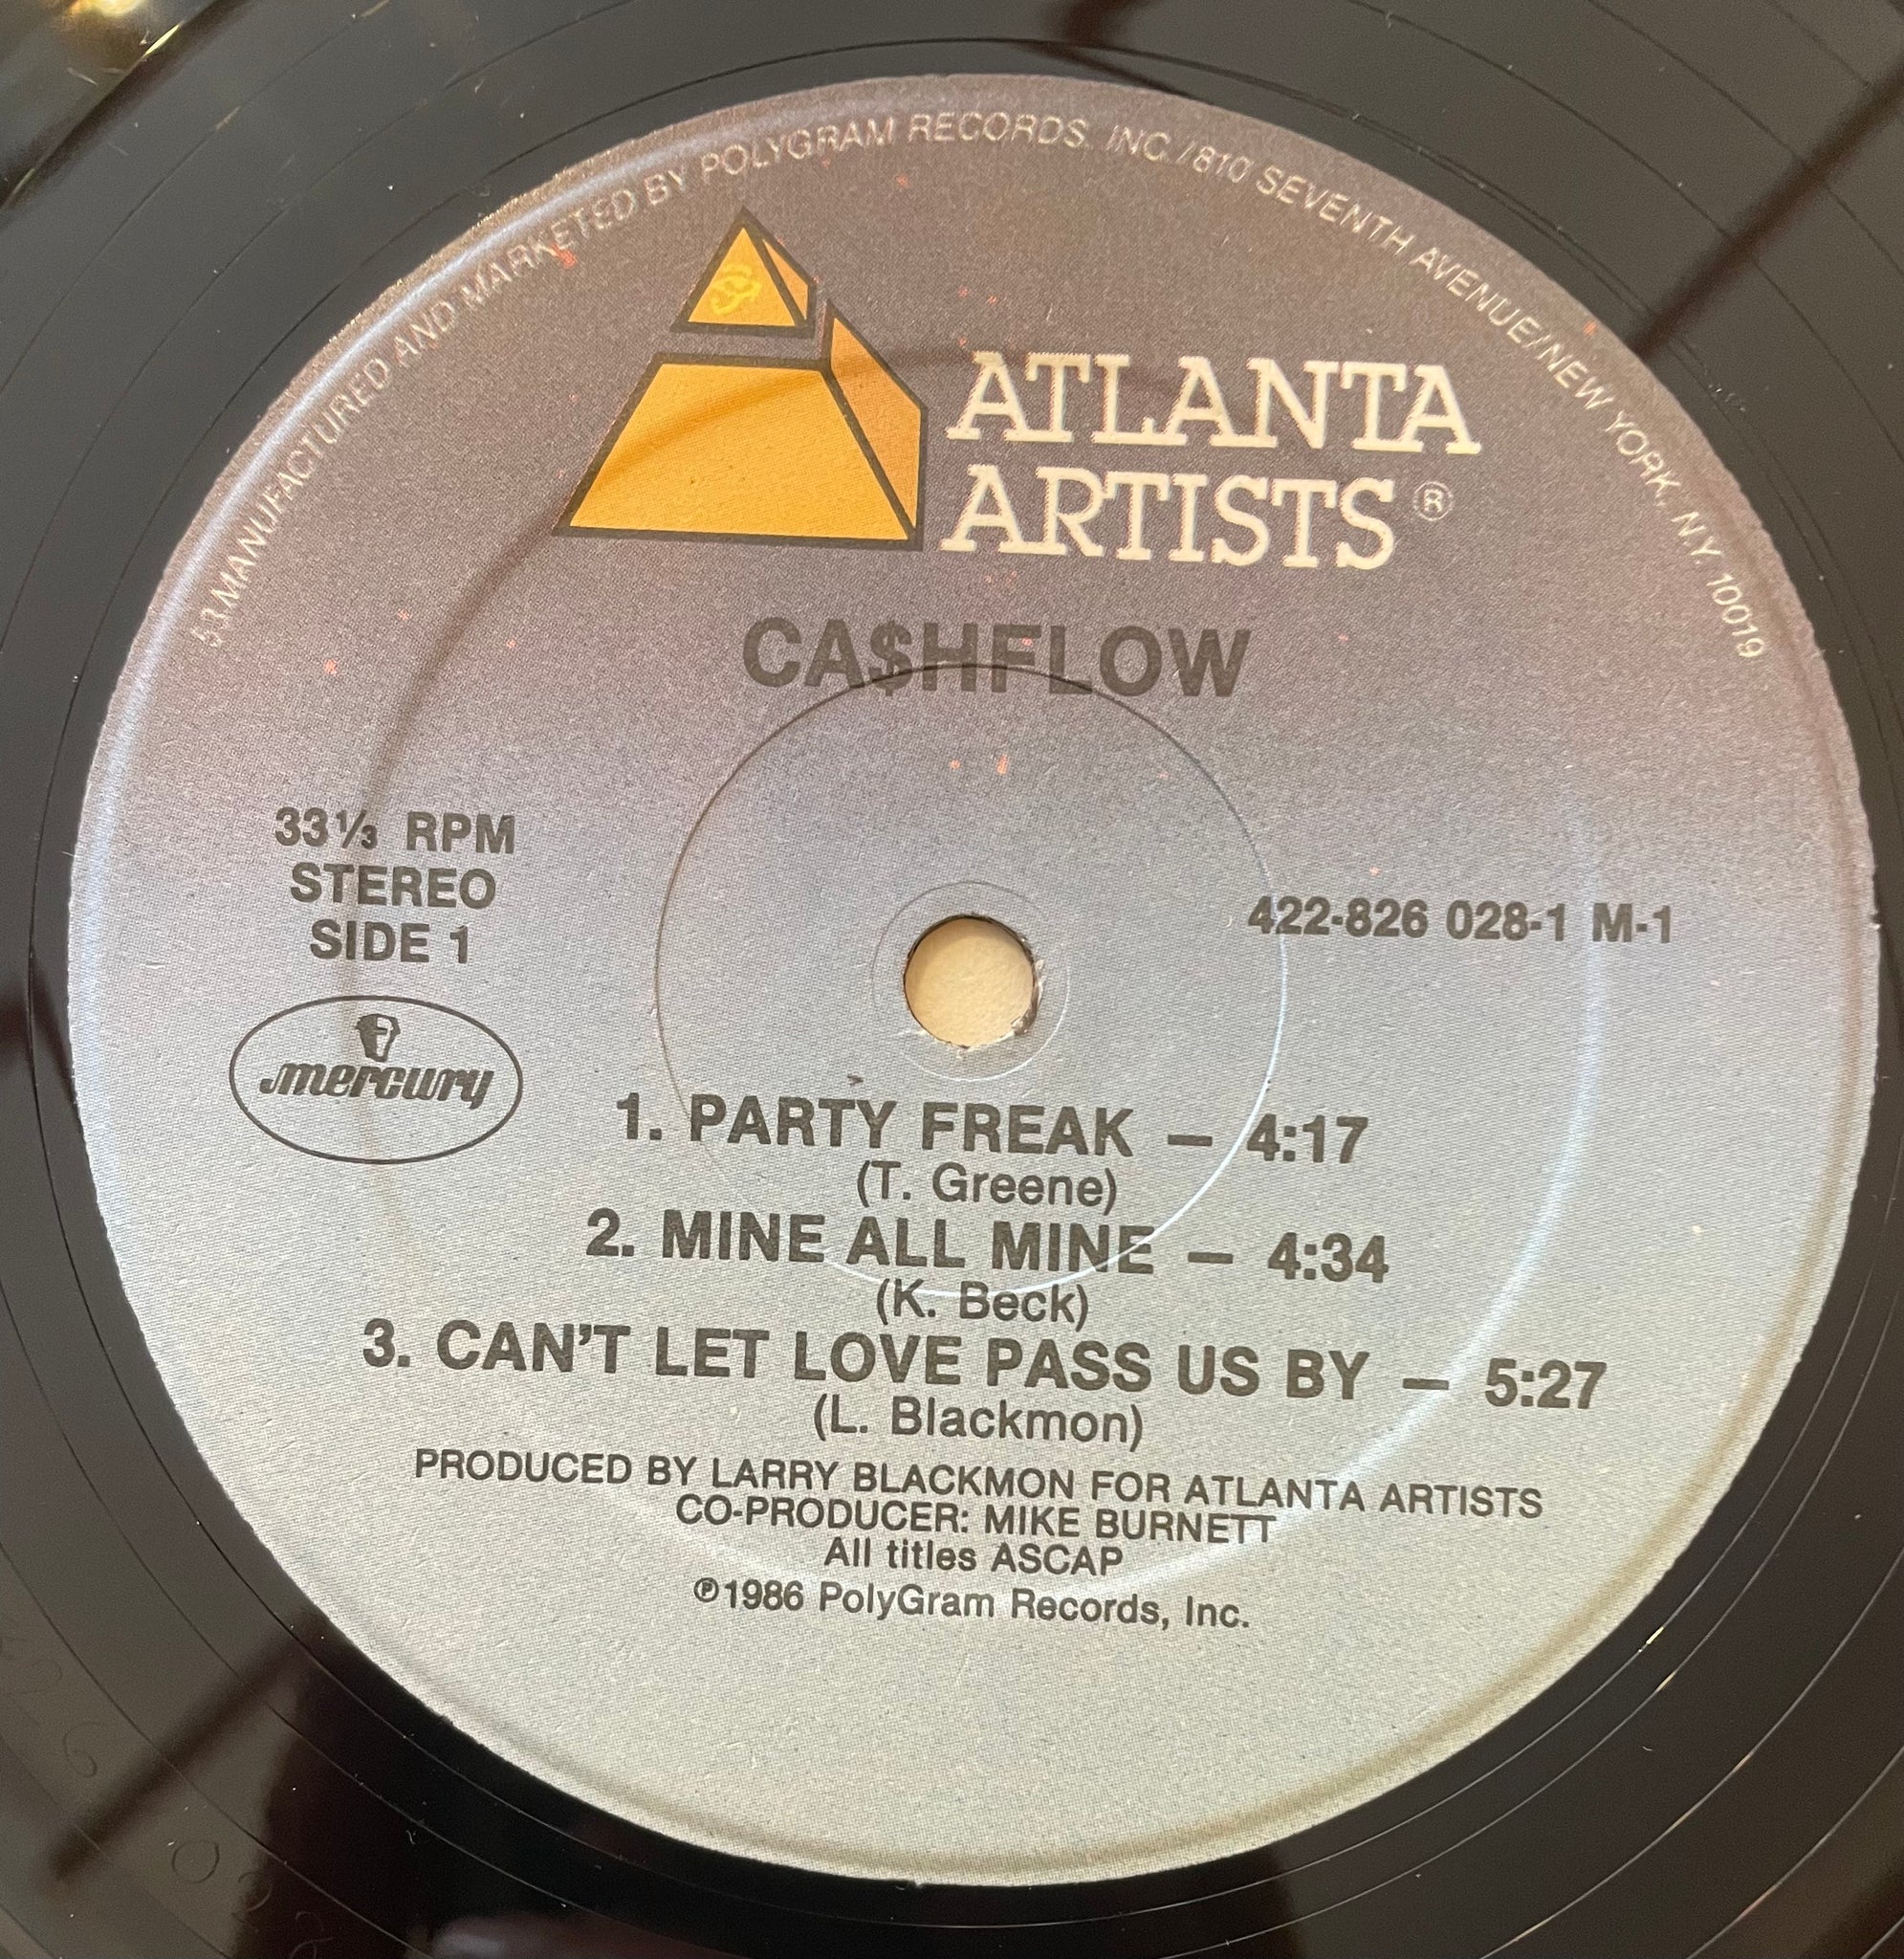 53 MANUFACTURED AND MARKETED BY POLYGRAM RECORDS, INC./810 SEVENTH AVENUE/NEW YORK, N.Y. 10019
ATLANTA
ARTISTS®
CA$HFLOW
33⅓ RPM
STEREO
SIDE 1
422-826 028-1 M-1
mercury
1. PARTY FREAK — 4:17
(T. Greene)
2. MINE ALL MINE — 4:34
(K. Beck)
3. CAN'T LET LOVE PASS US BY — 5:27
(L. Blackmon)
PRODUCED BY LARRY BLACKMON FOR ATLANTA ARTISTS
CO-PRODUCER: MIKE BURNETT
All titles ASCAP
℗1986 PolyGram Records, Inc.